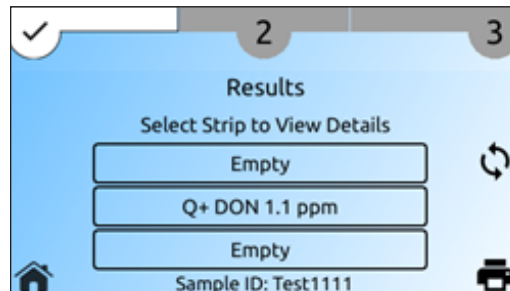 2
3
Results
Select Strip to View Details
Empty
Q+ DON 1.1 ppm
Empty
Sample ID: Test1111